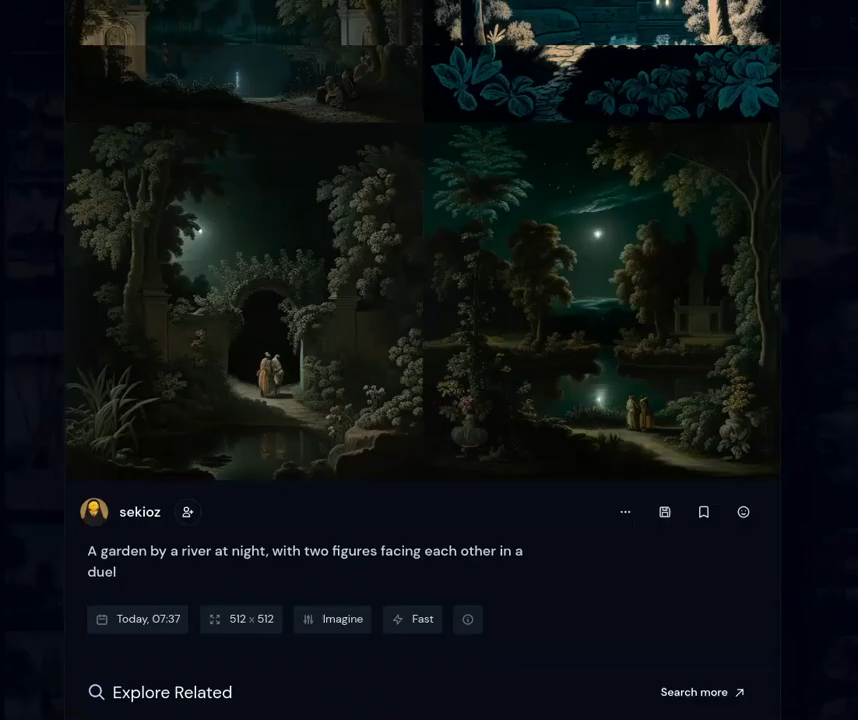 sekioz
A garden by a river at night, with two figures facing each other in a
duel
Today, 07:37
512 x 512
Imagine
Fast
Explore Related
Search more